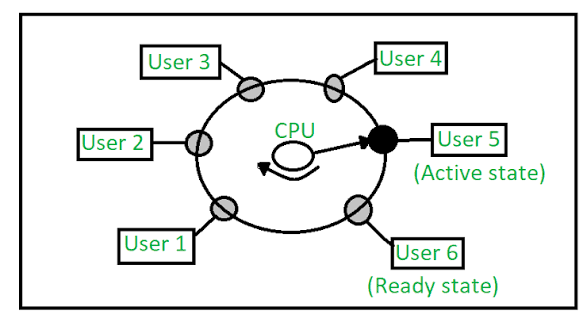 User 3
User 4
CPU
User 2
User 5
(Active state)
User 1
User 6
(Ready state)